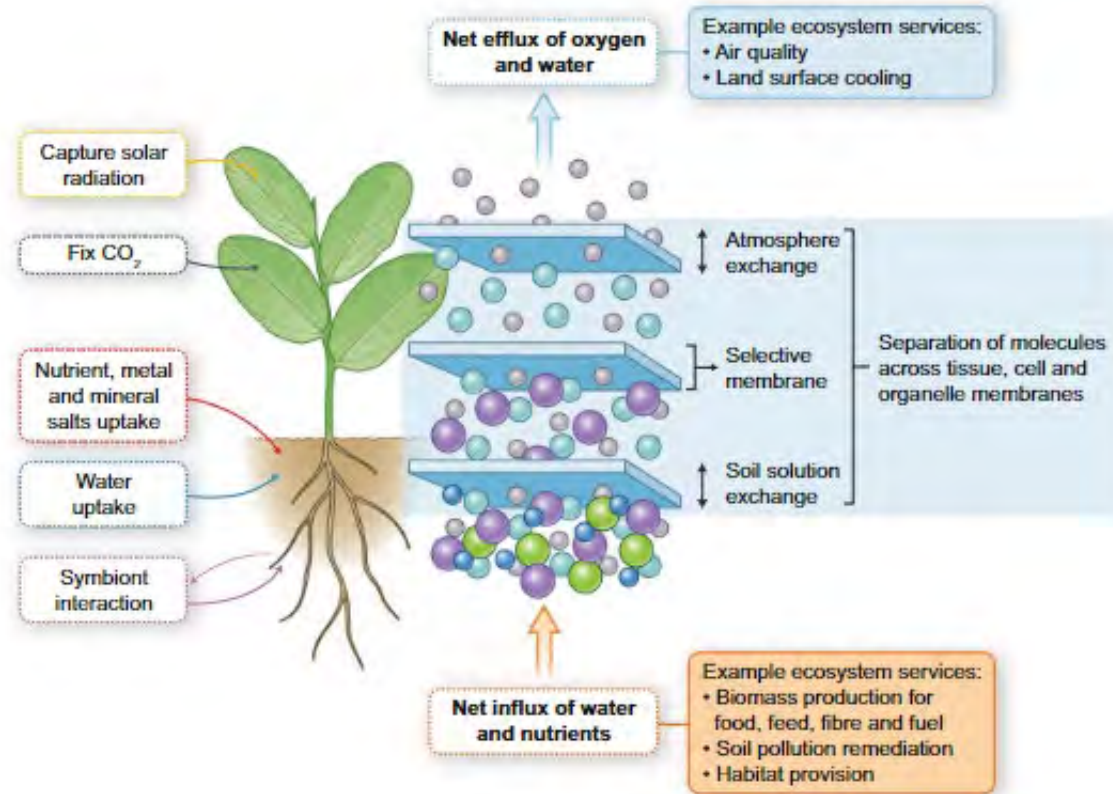 Net efflux of oxygen
and water
Example ecosystem services:
• Air quality
• Land surface cooling
Capture solar
radiation
Fix CO₂
Nutrient, metal
and mineral
salts uptake
Water
uptake
Symbiont
interaction
Atmosphere
exchange
Selective
membrane
Soil solution
exchange
Separation of molecules
across tissue, cell and
organelle membranes
Net influx of water
and nutrients
Example ecosystem services:
• Biomass production for
food, feed, fibre and fuel
• Soil pollution remediation
• Habitat provision